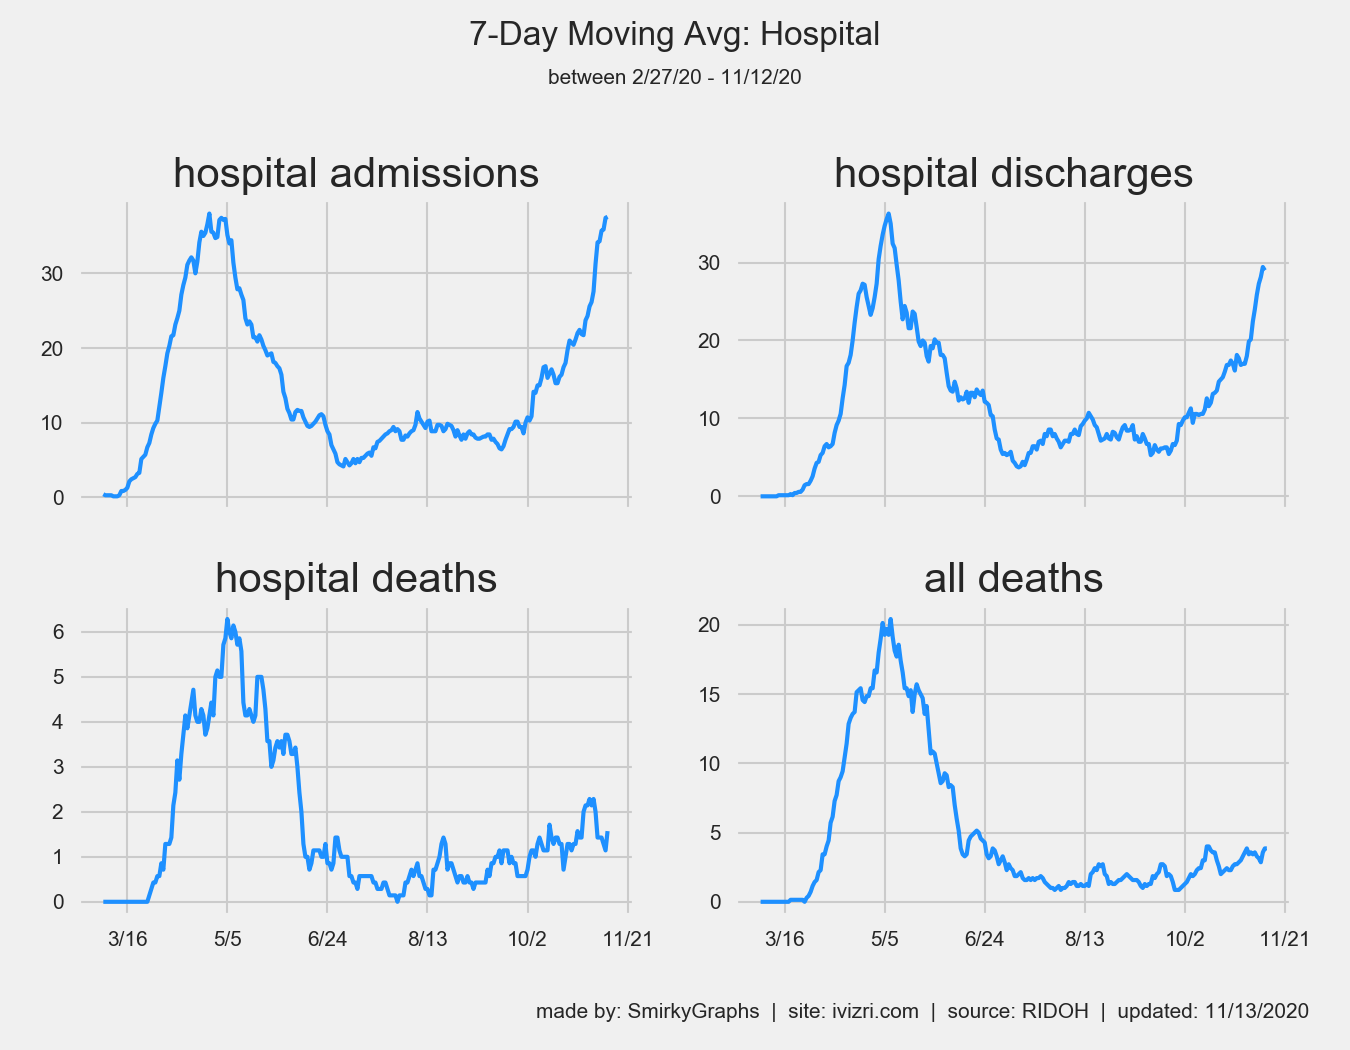 7-Day Moving Avg: Hospital
between 2/27/20 - 11/12/20
hospital admissions
30
20
10
0
hospital discharges
30
20
10
0
hospital deaths
6
5
4
3
2
1
0
3/16 5/5 6/24 8/13 10/2 11/21
all deaths
20
15
10
5
0
3/16 5/5 6/24 8/13 10/2 11/21
made by: SmirkyGraphs | site: ivizri.com | source: RIDOH | updated: 11/13/2020